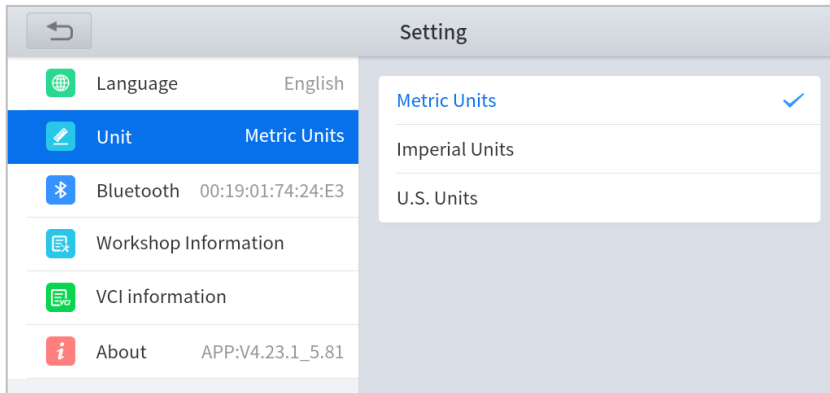 Setting
Language English
Unit Metric Units
Bluetooth 00:19:01:74:24:E3
Workshop Information
VCI information
VCI
About APP:V4.23.1_5.81
Metric Units
Imperial Units
U.S. Units